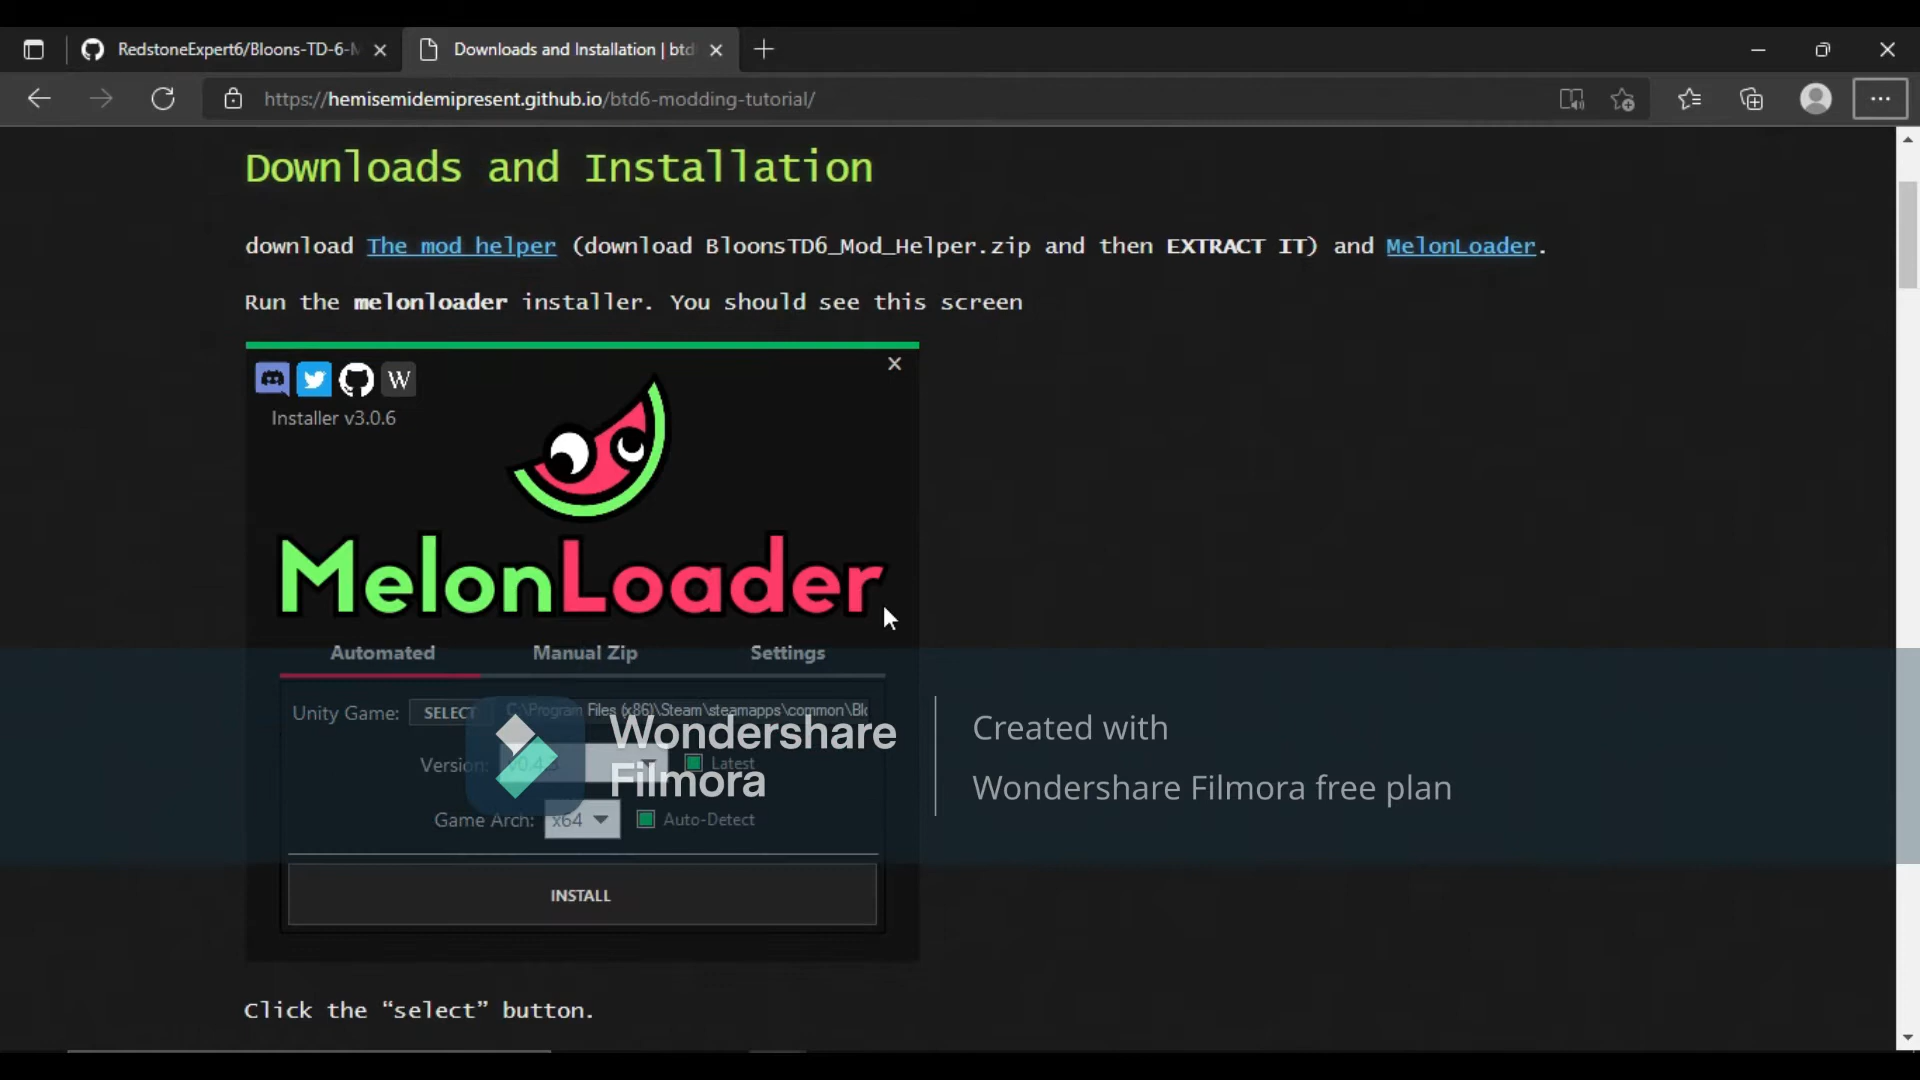 RedstoneExpert6/Bloons-TD-6-M
Downloads and Installation | btd
https://hemisemidemipresent.github.io/btd6-modding-tutorial/
Downloads and Installation
download The mod helper (download BloonsTD6_Mod_Helper.zip and then EXTRACT IT) and MelonLoader.
Run the melonloader installer. You should see this screen
W
Installer v3.0.6
MelonLoader
Automated Manual Zip Settings
Unity Game: SELECT C:\Program Files (x86)\Steam\steamapps\common\Bk
Wondershare
Filmora
Created with
Wondershare Filmora free plan
Version: Latest
Game Arch: x64 Auto-Detect
INSTALL
Click the “select” button.